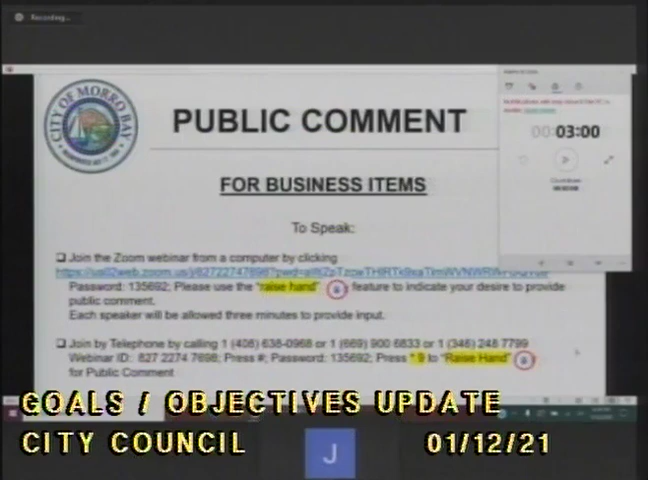 Recording...
CITY OF MORRO BAY
PUBLIC COMMENT
00:03:00
FOR BUSINESS ITEMS
To Speak:
Join the Zoom webinar from a computer by clicking
Password: 135692; Please use the "raise hand" feature to indicate your desire to provide
public comment.
Each speaker will be allowed three minutes to provide input.
Join by Telephone by calling 1 (408) 638-0968 or 1 (669) 900 6833 or 1 (346) 248 7799
Webinar ID: 827 2274 7698; Press #; Password: 135692; Press * 9 to "Raise Hand"
for Public Comment
GOALS / OBJECTIVES UPDATE
CITY COUNCIL 01/12/21
J